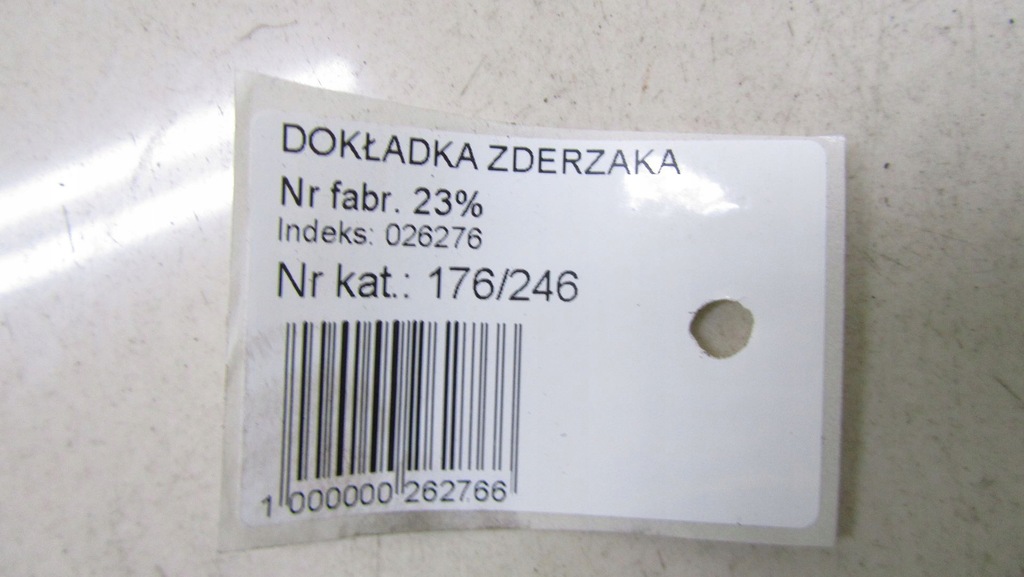 DOKŁADKA ZDERZAKA
Nr fabr. 23%
Indeks: 026276
Nr kat.: 176/246
1 000000 262766